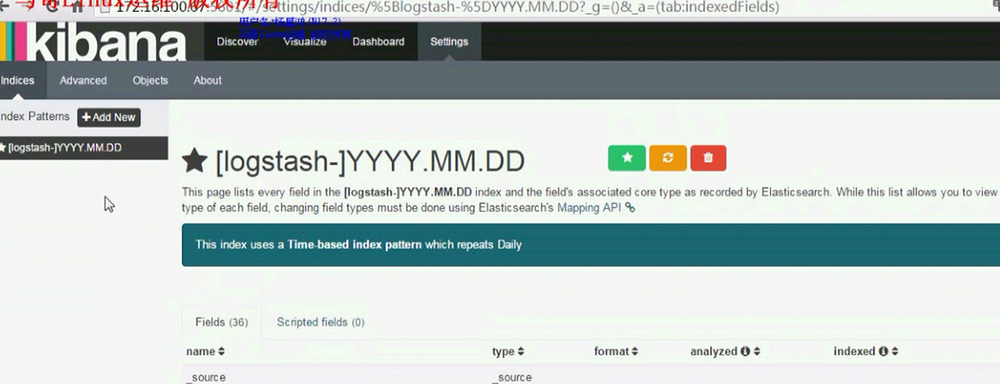 172.16.100.67:5601/#/settings/indices/%5Blogstash-%5DYYYY.MM.DD?_g=()&_a=(tab:indexedFields)
kibana
Discover Visualize Dashboard Settings
Indices Advanced Objects About
ndex Patterns + Add New
[logstash-]YYYY.MM.DD
[logstash-]YYYY.MM.DD
This page lists every field in the [logstash-]YYYY.MM.DD index and the field's associated core type as recorded by Elasticsearch. While this list allows you to view
type of each field, changing field types must be done using Elasticsearch's Mapping API
This index uses a Time-based index pattern which repeats Daily
Fields (36) Scripted fields (0)
name type format analyzed indexed
_source _source